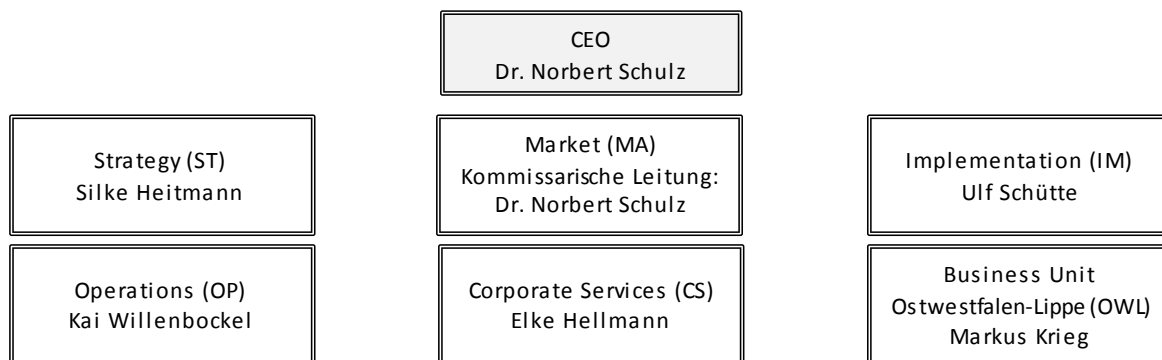 CEO
Dr. Norbert Schulz
Strategy (ST)
Silke Heitmann
Market (MA)
Kommissarische Leitung:
Dr. Norbert Schulz
Implementation (IM)
Ulf Schütte
Operations (OP)
Kai Willenbockel
Corporate Services (CS)
Elke Hellmann
Business Unit
Ostwestfalen-Lippe (OWL)
Markus Krieg